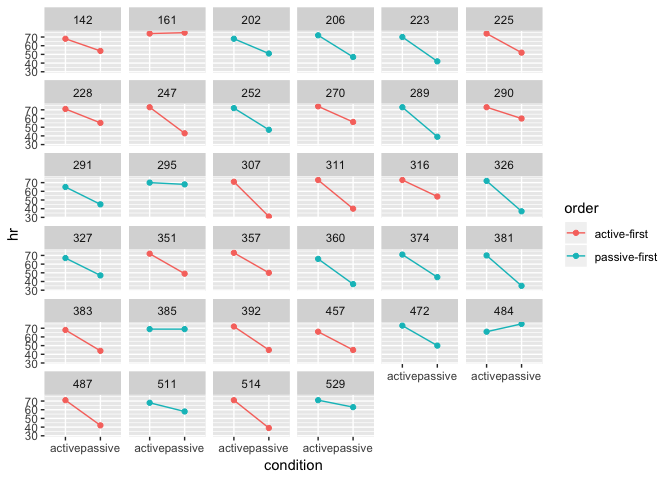 142 161 202 206 223 225
70
60
50
40
30
228 247 252 270 289 290
70
60
50
40
30
291 295 307 311 316 326
70
60
50
40
30
327 351 357 360 374 381
70
60
50
40
30
383 385 392 457 472 484
70
60
50
40
30
activepassive activepassive
487 511 514 529
70
60
50
40
30
activepassive activepassive activepassive activepassive
condition
hr
order
active-first
passive-first